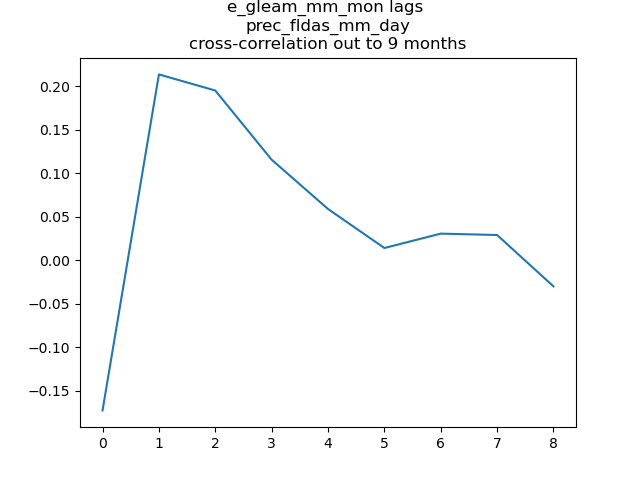 e_gleam_mm_mon lags
prec_fldas_mm_day
cross-correlation out to 9 months
0.20
0.15
0.10
0.05
0.00
−0.05
−0.10
−0.15
0 1 2 3 4 5 6 7 8